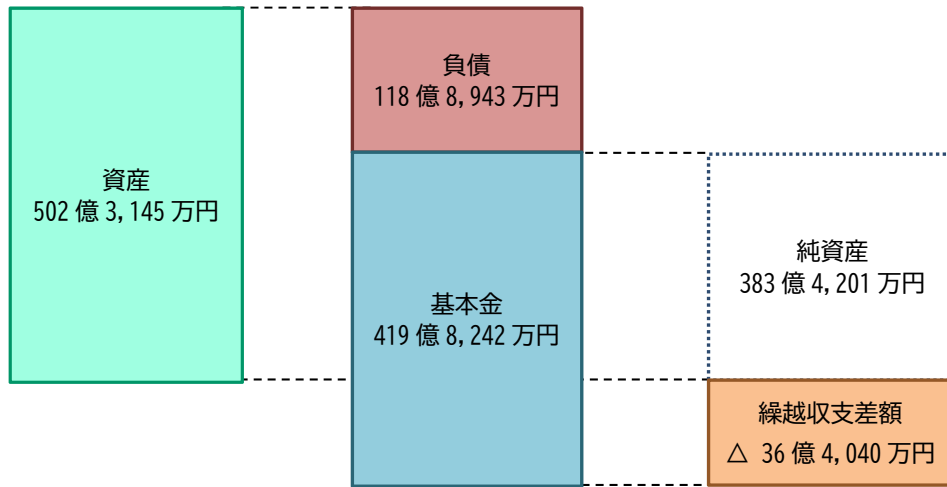 資産
502 億 3,145 万円
負債
118 億 8,943 万円
基本金
419 億 8,242 万円
純資産
383 億 4,201 万円
繰越収支差額
△ 36 億 4,040 万円